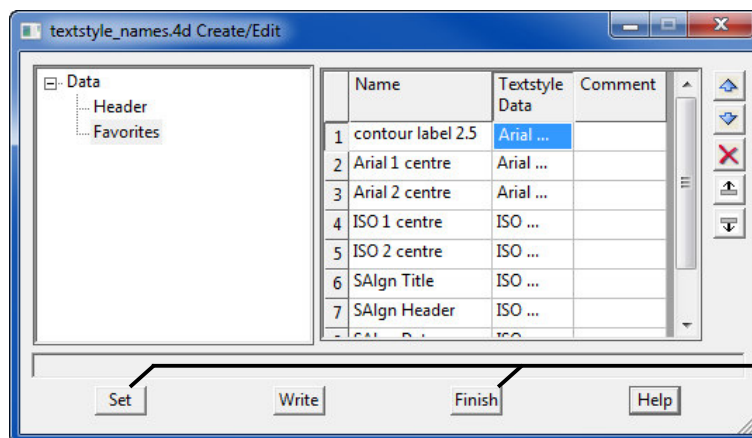 textstyle_names.4d Create/Edit
Data
Header
Favorites
Name Textstyle Data Comment
1 contour label 2.5 Arial ...
2 Arial 1 centre Arial ...
3 Arial 2 centre Arial ...
4 ISO 1 centre ISO ...
5 ISO 2 centre ISO ...
6 SAlgn Title ISO ...
7 SAlgn Header ISO ...
Set Write Finish Help